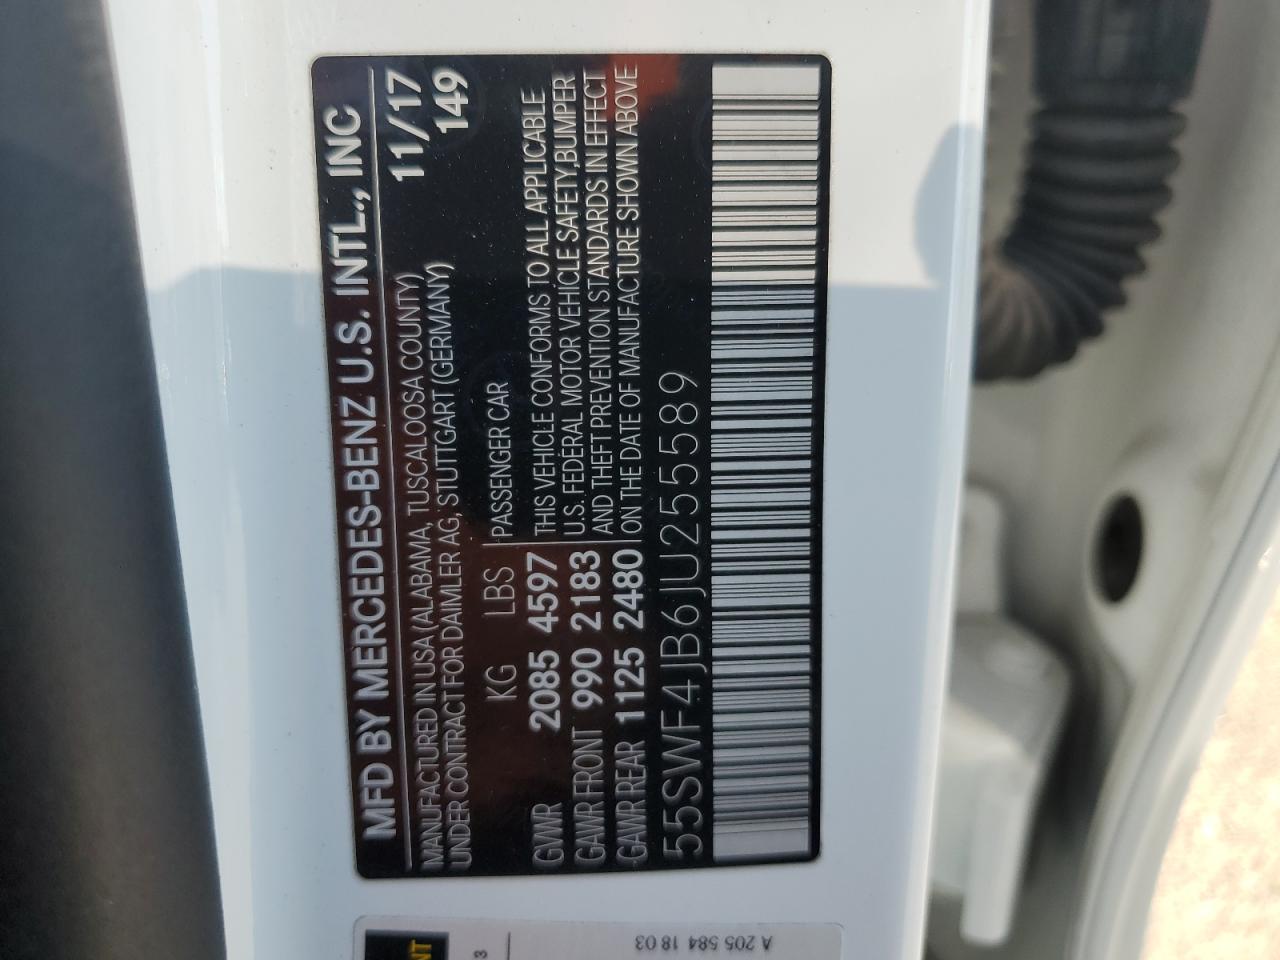 MFD BY MERCEDES-BENZ U.S. INTL., INC
MANUFACTURED IN USA (ALABAMA, TUSCALOOSA COUNTY) 11/17
UNDER CONTRACT FOR DAIMLER AG, STUTTGART (GERMANY) 149
KG LBS PASSENGER CAR
GWR 2085 4597 THIS VEHICLE CONFORMS TO ALL APPLICABLE
GAWR FRONT 990 2183 U.S. FEDERAL MOTOR VEHICLE SAFETY,BUMPER
AND THEFT PREVENTION STANDARDS IN EFFECT
GAWR REAR 1125 2480 ON THE DATE OF MANUFACTURE SHOWN ABOVE
55SWF4JB6JU255589
A 205 584 18 03
NT
3